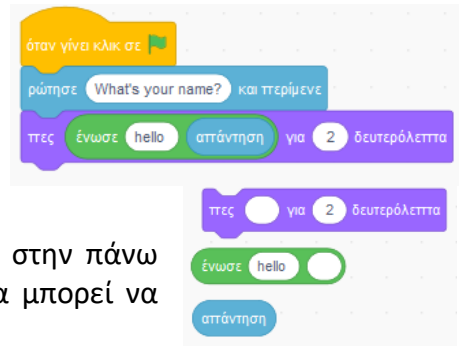 όταν γίνει κλικ σε
ρώτησε What's your name? και περίμενε
πες ένωσε hello απάντηση για 2 δευτερόλεπτα
πες για 2 δευτερόλεπτα
στην πάνω
ένωσε hello
α μπορεί να
απάντηση